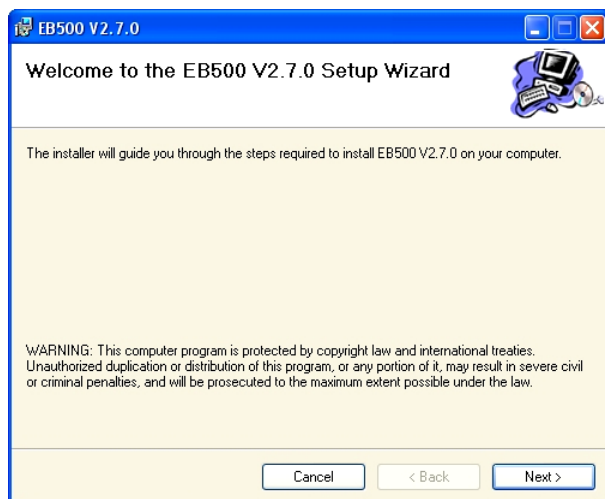 EB500 V2.7.0
Welcome to the EB500 V2.7.0 Setup Wizard
The installer will guide you through the steps required to install EB500 V2.7.0 on your computer.
WARNING: This computer program is protected by copyright law and international treaties.
Unauthorized duplication or distribution of this program, or any portion of it, may result in severe civil
or criminal penalties, and will be prosecuted to the maximum extent possible under the law.
Cancel
< Back
Next >